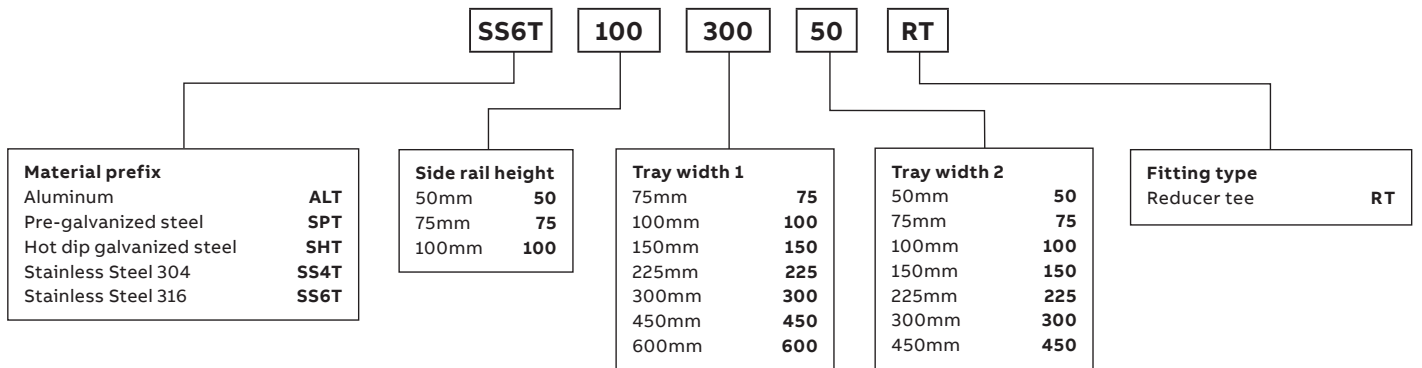 SS6T 100 300 50 RT
Material prefix
Aluminum ALT
Pre-galvanized steel SPT
Hot dip galvanized steel SHT
Stainless Steel 304 SS4T
Stainless Steel 316 SS6T
Side rail height
50mm 50
75mm 75
100mm 100
Tray width 1
75mm 75
100mm 100
150mm 150
225mm 225
300mm 300
450mm 450
600mm 600
Tray width 2
50mm 50
75mm 75
100mm 100
150mm 150
225mm 225
300mm 300
450mm 450
Fitting type
Reducer tee RT